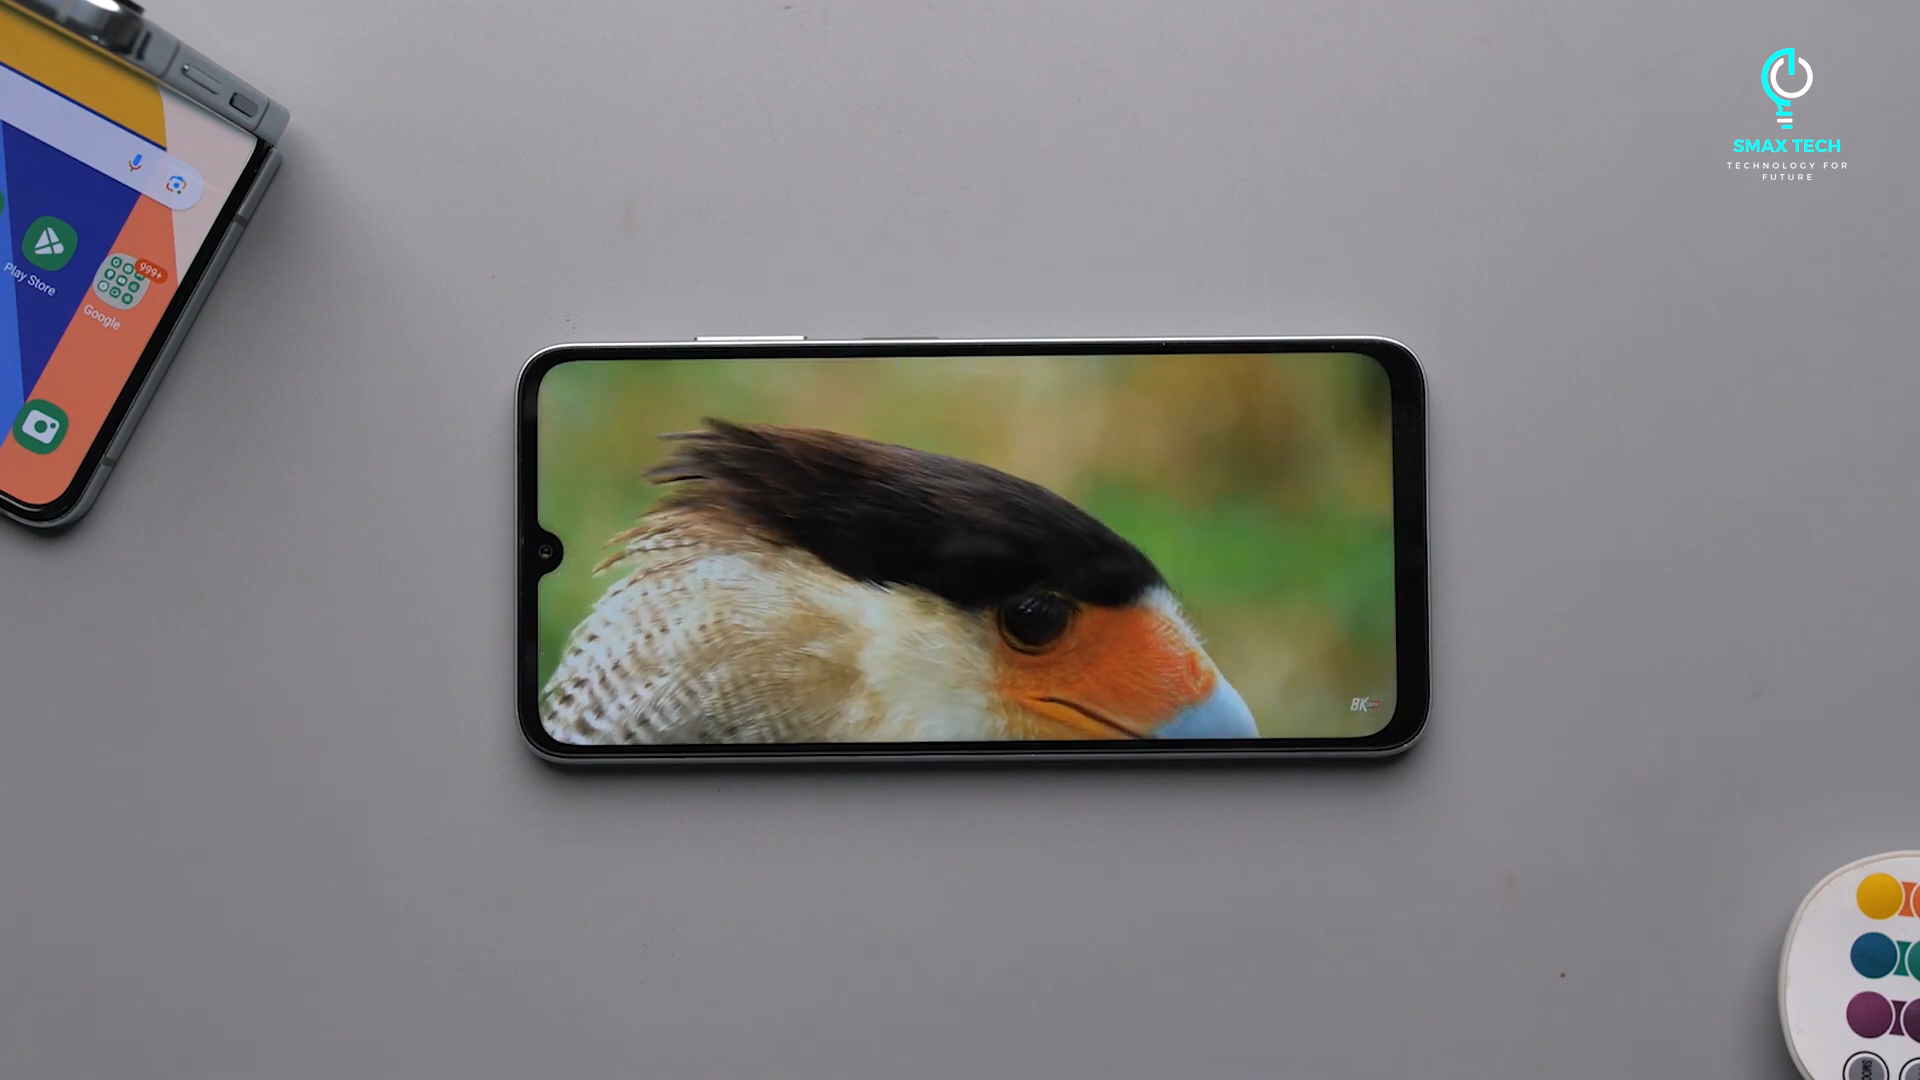 SMAX TECH
TECHNOLOGY FOR
FUTURE
Play Store
999+
Google
8K